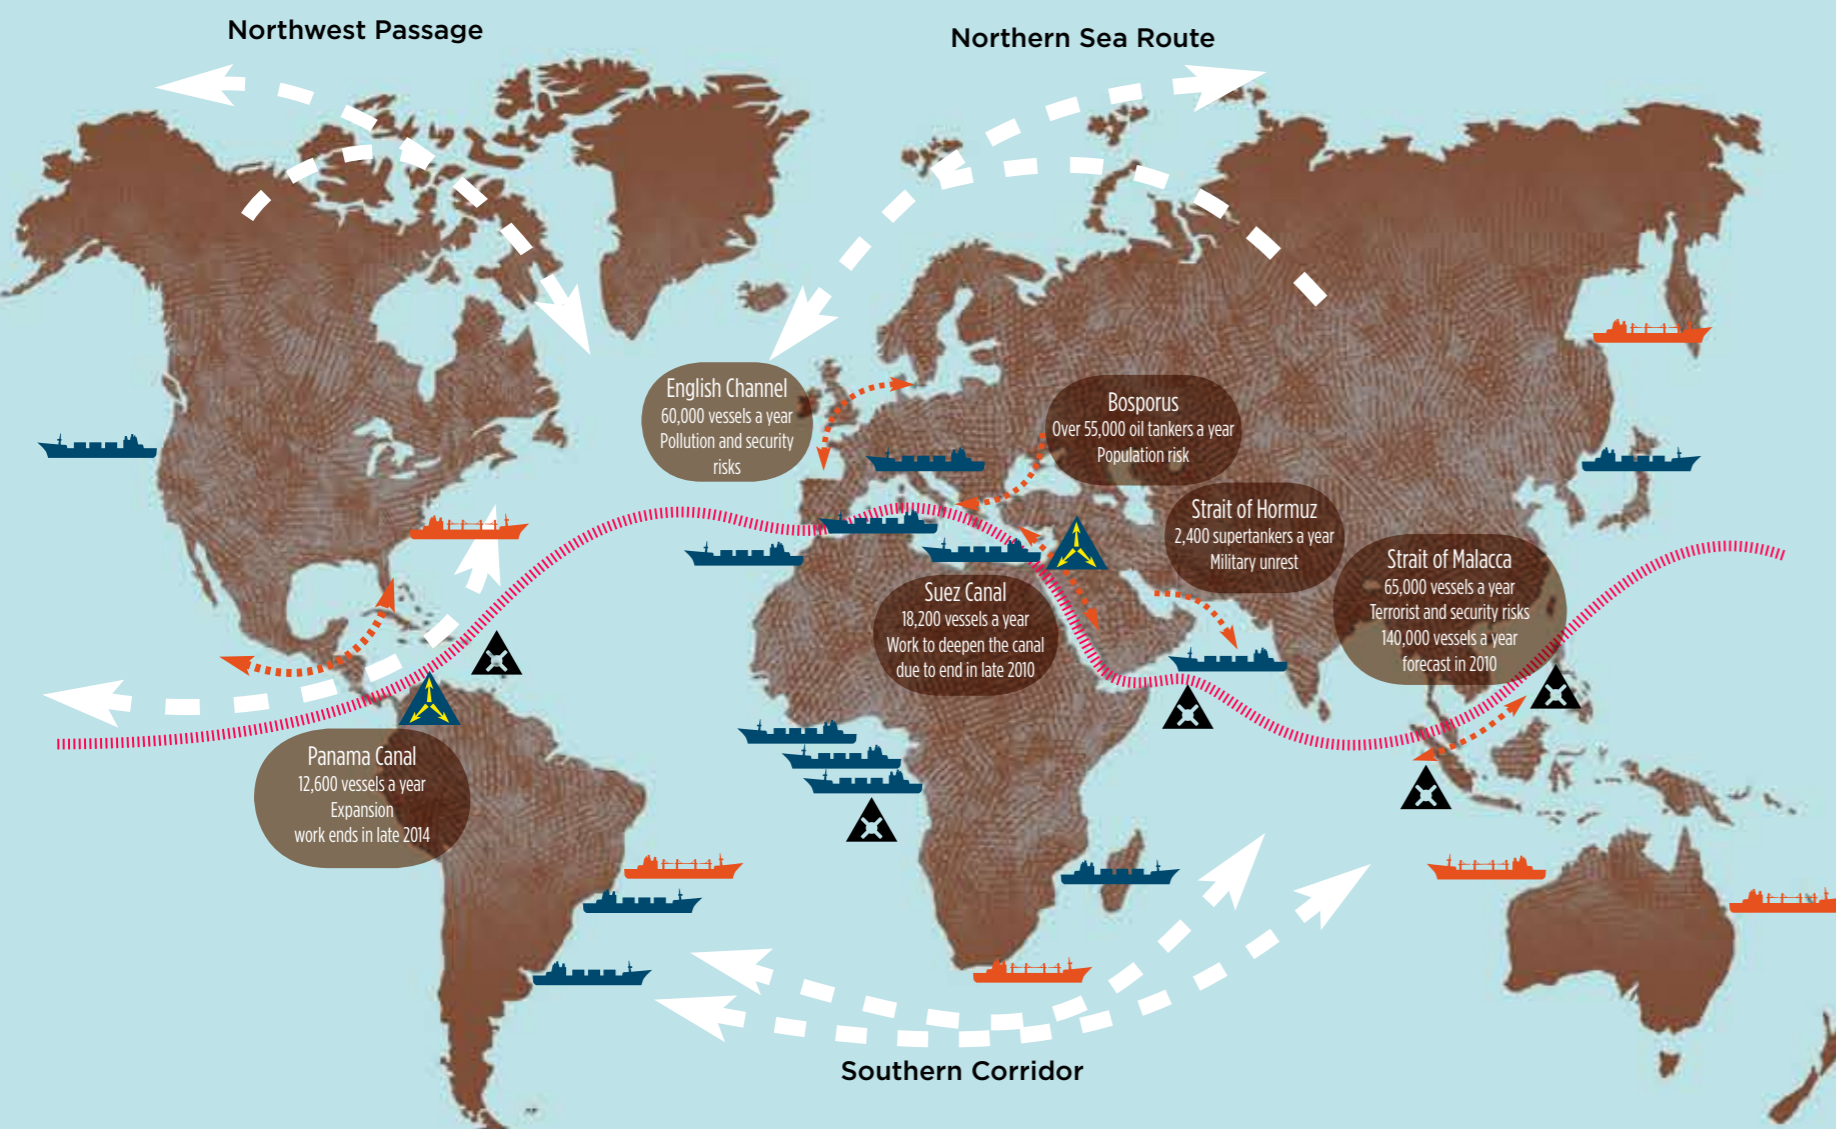 Northwest Passage
Northern Sea Route
English Channel
60,000 vessels a year
Pollution and security
risks
Bosporus
Over 55,000 oil tankers a year
Population risk
Strait of Hormuz
2,400 supertankers a year
Military unrest
Strait of Malacca
65,000 vessels a year
Terrorist and security risks
140,000 vessels a year
forecast in 2010
Suez Canal
18,200 vessels a year
Work to deepen the canal
due to end in late 2010
Panama Canal
12,600 vessels a year
Expansion
work ends in late 2014
Southern Corridor